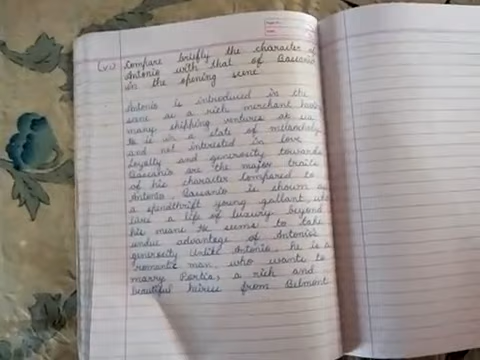 (vi) Compare briefly the character of
Antonio with that of Bassanio
in the opening scene
Antonio is introduced in the
scene as a rich merchant having
many shipping ventures at sea
He is in a state of melancholy
and not interested in love
Loyalty and generosity towards
Bassanio are the major traits
of his character compared to
Antonio, Bassanio is shown as
a spendthrift young gallant, who
lives a life of luxury beyond
his means. He seems to take
undue advantage of Antonio's
generosity. Unlike Antonio, he is a
romantic man, who wants to
marry Portia, a rich and
beautiful heiress from Belmont